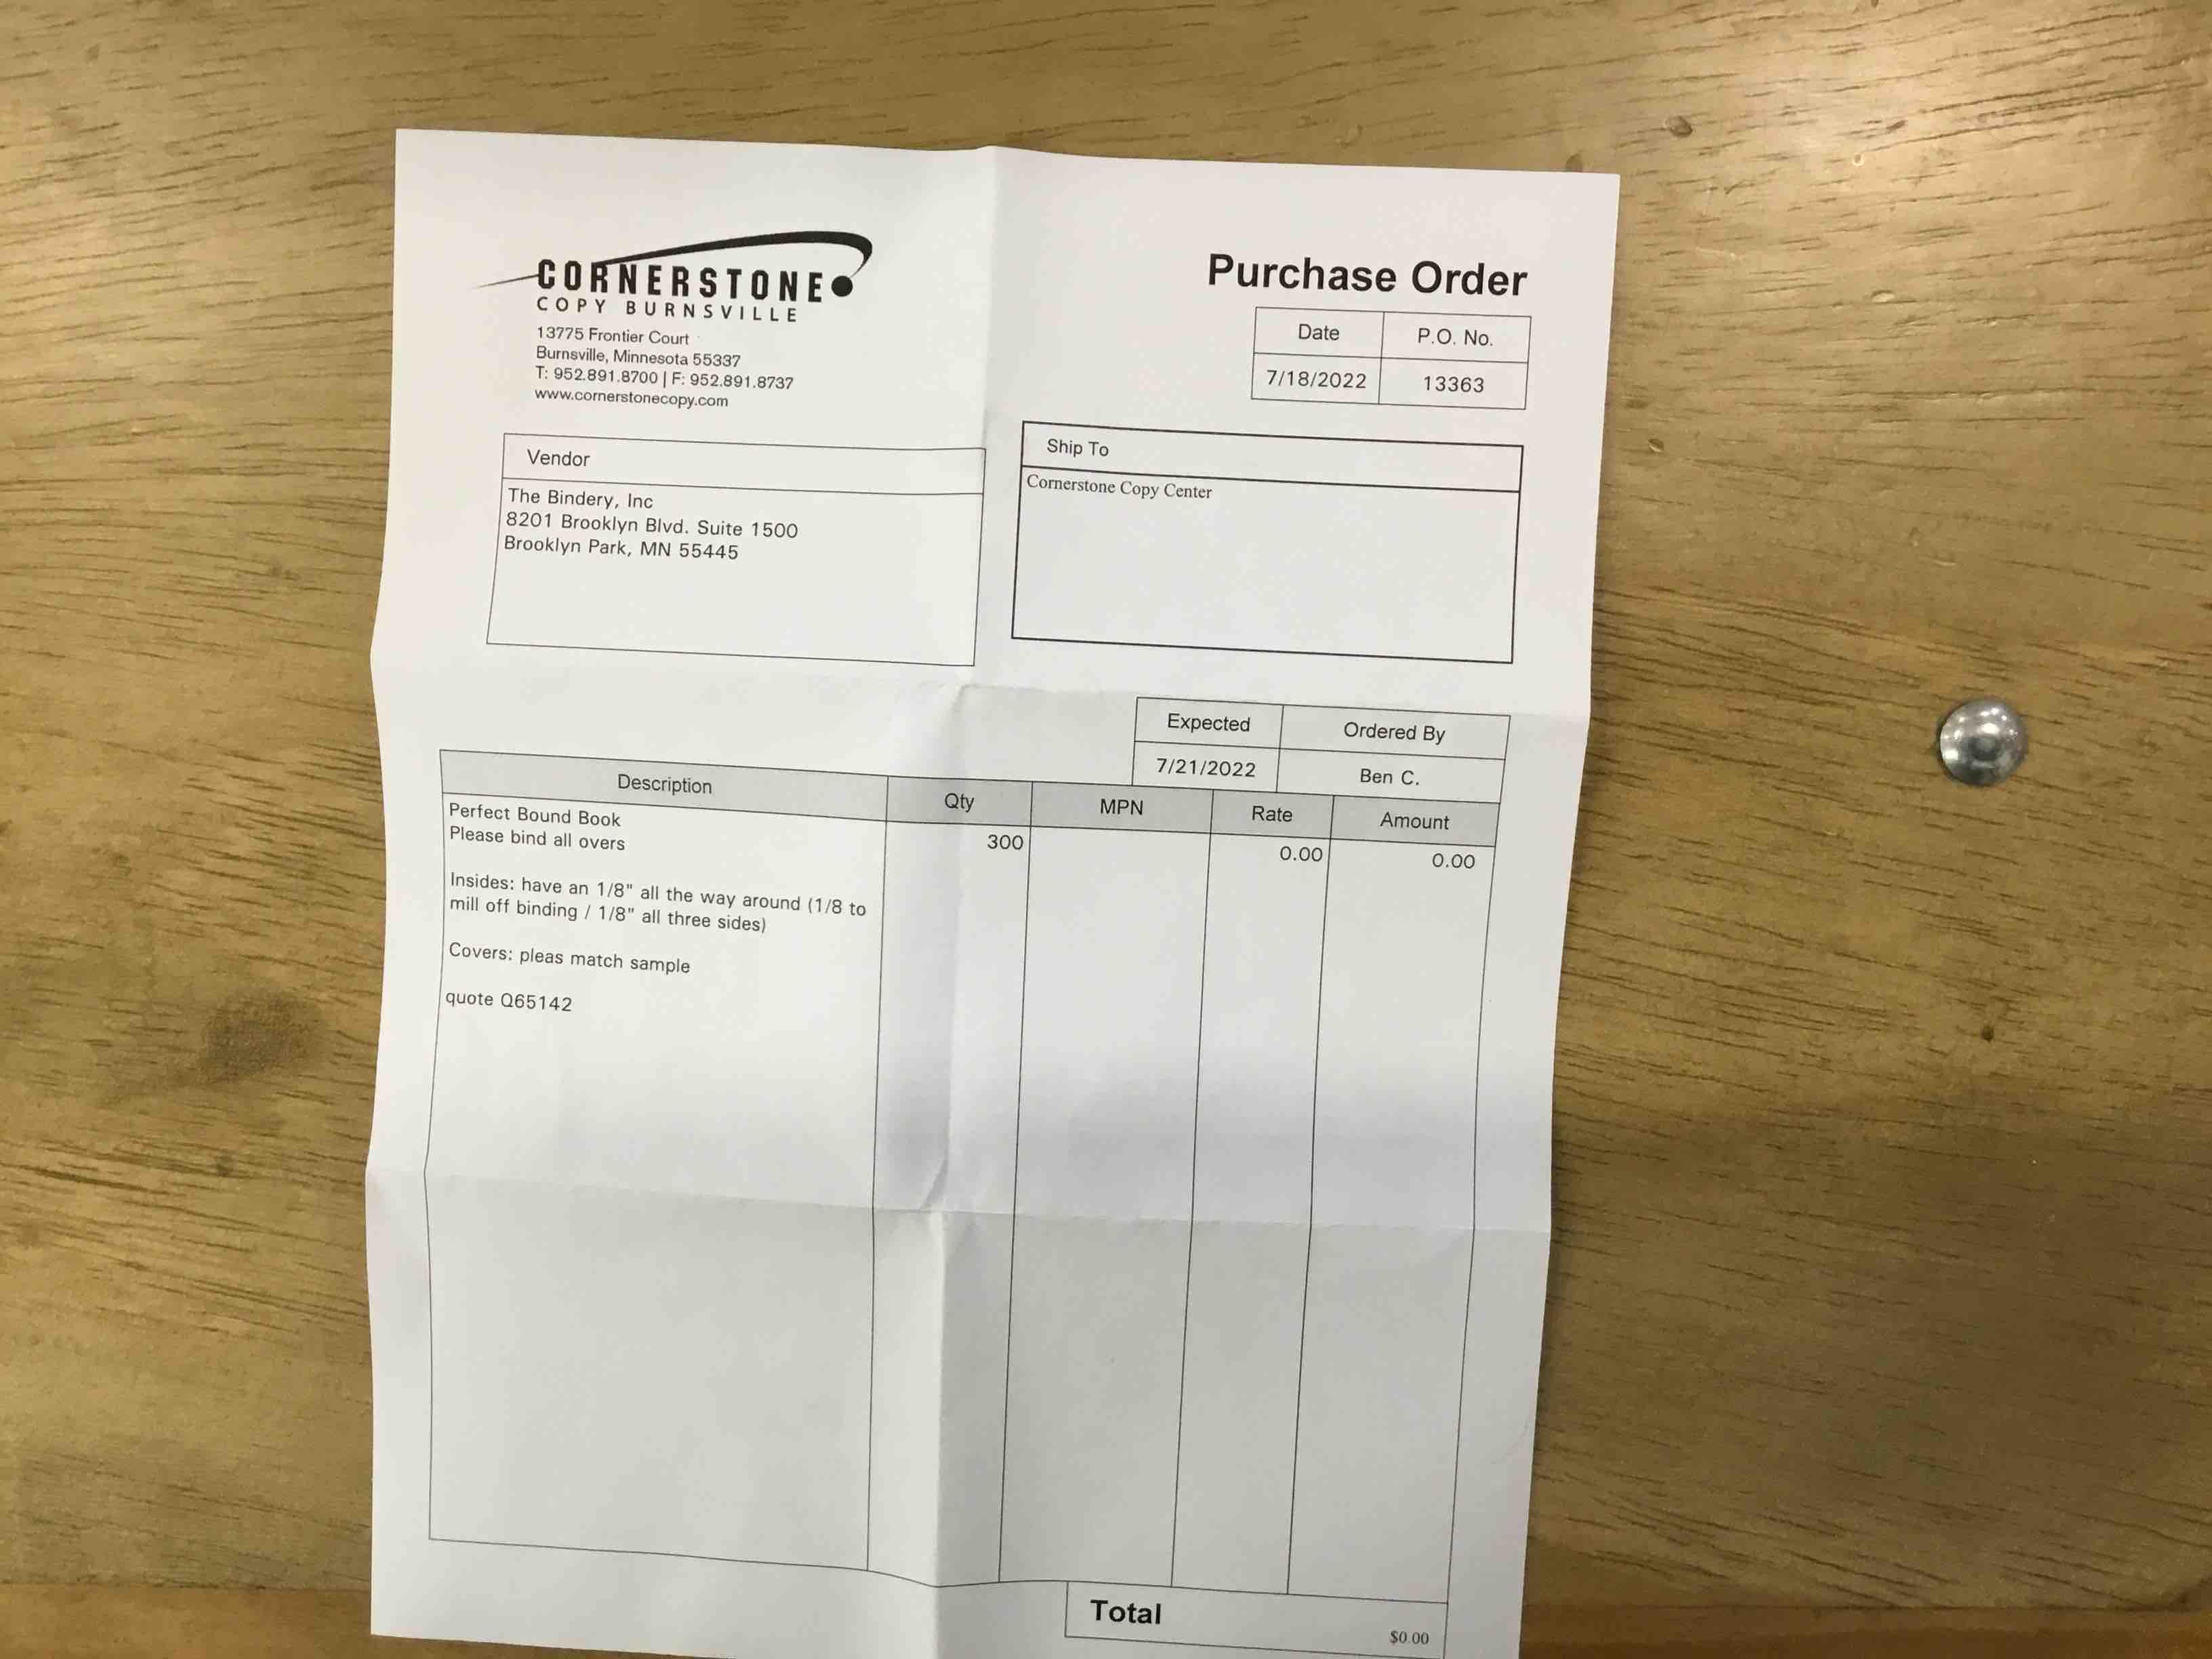 CORNERSTONE
COPY BURNSVILLE
13775 Frontier Court
Burnsville, Minnesota 55337
T: 952.891.8700 | F: 952.891.8737
www.cornerstonecopy.com
Purchase Order
Date P.O. No.
7/18/2022 13363
Vendor
The Bindery, Inc
8201 Brooklyn Blvd. Suite 1500
Brooklyn Park, MN 55445
Ship To
Cornerstone Copy Center
Expected Ordered By
7/21/2022 Ben C.
Description Qty MPN Rate Amount
Perfect Bound Book 300 0.00 0.00
Please bind all overs
Insides: have an 1/8" all the way around (1/8 to
mill off binding / 1/8" all three sides)
Covers: pleas match sample
quote Q65142
Total $0.00